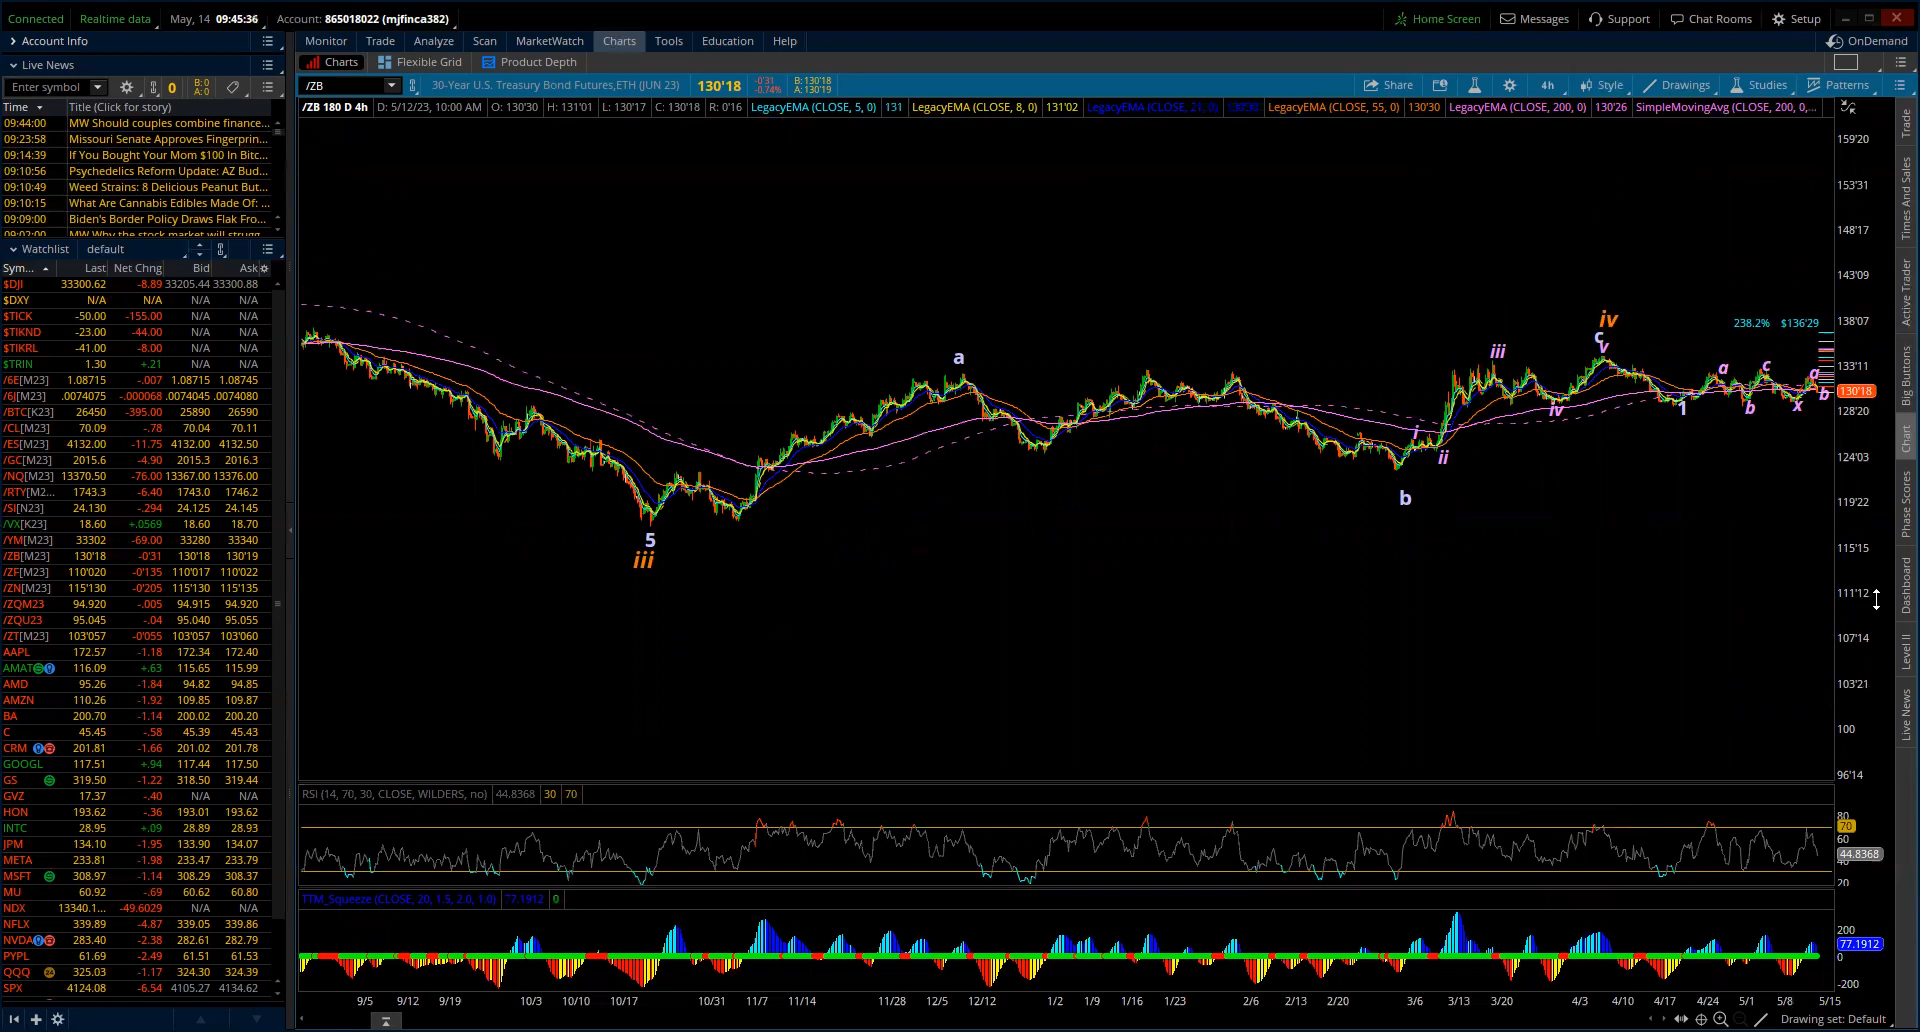 Connected Realtime data May, 14 09:45:36 Account: 865018022 (mjfinca382) Home Screen Messages Support Chat Rooms Setup
Account Info Monitor Trade Analyze Scan MarketWatch Charts Tools Education Help OnDemand
Live News Charts Flexible Grid Product Depth
Enter symbol 0 B: 0 A: 0 /ZB 30-Year U.S. Treasury Bond Futures,ETH (JUN 23) 130'18 -0'31 -0.74% B: 130'18 A: 130'19 Share 4h Style Drawings Studies Patterns
Time Title (Click for story)
/ZB 180 D 4h D: 5/12/23, 10:00 AM O: 130'30 H: 131'01 L: 130'17 C: 130'18 R: 0'16 LegacyEMA (CLOSE, 5, 0) 131 LegacyEMA (CLOSE, 8, 0) 131'02 LegacyEMA (CLOSE, 21, 0) 130'30 LegacyEMA (CLOSE, 55, 0) 130'30 LegacyEMA (CLOSE, 200, 0) 130'26 SimpleMovingAvg (CLOSE, 200, 0,...
09:44:00 MW Should couples combine finance...
09:23:58 Missouri Senate Approves Fingerprin...
09:14:39 If You Bought Your Mom $100 In Bitc...
09:10:56 Psychedelics Reform Update: AZ Bud...
09:10:49 Weed Strains: 8 Delicious Peanut But...
09:10:15 What Are Cannabis Edibles Made Of: ...
09:09:00 Biden's Border Policy Draws Flak Fro...
09:02:00 MW Why the stock market will strugg
Watchlist default
Sym... Last Net Chng Bid Ask
$DJI 33300.62 -8.89 33205.44 33300.88
$DXY N/A N/A N/A N/A
$TICK -50.00 -155.00 N/A N/A
$TIKND -23.00 -44.00 N/A N/A
$TIKRL -41.00 -8.00 N/A N/A
$TRIN 1.30 +.21 N/A N/A
/6E[M23] 1.08715 -.007 1.08715 1.08745
/6J[M23] .0074075 -.000068 .0074045 .0074080
/BTC[K23] 26450 -395.00 25890 26590
/CL[M23] 70.09 -.78 70.04 70.11
/ES[M23] 4132.00 -11.75 4132.00 4132.50
/GC[M23] 2015.6 -4.90 2015.3 2016.3
/NQ[M23] 13370.50 -76.00 13367.00 13376.00
/RTY[M2... 1743.3 -6.40 1743.0 1746.2
/SI[N23] 24.130 -.294 24.125 24.145
/VX[K23] 18.60 +.0569 18.60 18.70
/YM[M23] 33302 -69.00 33280 33340
/ZB[M23] 130'18 -0'31 130'18 130'19
/ZF[M23] 110'020 -0'135 110'017 110'022
/ZN[M23] 115'130 -0'205 115'130 115'135
/ZQM23 94.920 -.005 94.915 94.920
/ZQU23 95.045 -.04 95.040 95.055
/ZT[M23] 103'057 -0'055 103'057 103'060
AAPL 172.57 -1.18 172.34 172.40
AMAT 116.09 +.63 115.65 115.99
AMD 95.26 -1.84 94.82 94.85
AMZN 110.26 -1.92 109.85 109.87
BA 200.70 -1.14 200.02 200.20
C 45.45 -.58 45.39 45.43
CRM 201.81 -1.66 201.02 201.78
GOOGL 117.51 +.94 117.44 117.50
GS 319.50 -1.22 318.50 319.44
GVZ 17.37 -.40 N/A N/A
HON 193.62 -.36 193.01 193.62
INTC 28.95 +.09 28.89 28.93
JPM 134.10 -1.95 133.90 134.07
META 233.81 -1.98 233.47 233.79
MSFT 308.97 -1.14 308.29 308.37
MU 60.92 -.69 60.62 60.80
NDX 13340.1... -49.6029 N/A N/A
NFLX 339.89 -4.87 339.05 339.86
NVDA 283.40 -2.38 282.61 282.79
PYPL 61.69 -2.49 61.51 61.53
QQQ 24 325.03 -1.17 324.30 324.39
SPX 4124.08 -6.54 4105.27 4134.62
159'20
153'31
148'17
143'09
138'07
133'11
130'18
128'20
124'03
119'22
115'15
111'12
107'14
103'21
100
96'14
238.2% $136'29
iv
c
v
iii
a
a
c
a
iv
1
b
x
b
i
ii
b
5
iii
RSI (14, 70, 30, CLOSE, WILDERS, no) 44.8368 30 70
80
70
60
44.8368
40
20
TTM_Squeeze (CLOSE, 20, 1.5, 2.0, 1.0) 77.1912 0
200
77.1912
0
-200
9/5 9/12 9/19 10/3 10/10 10/17 10/31 11/7 11/14 11/28 12/5 12/12 1/2 1/9 1/16 1/23 2/6 2/13 2/20 3/6 3/13 3/20 4/3 4/10 4/17 4/24 5/1 5/8 5/15
Drawing set: Default
Trade
Times And Sales
Active Trader
Big Buttons
Chart
Phase Scores
Dashboard
Level II
Live News